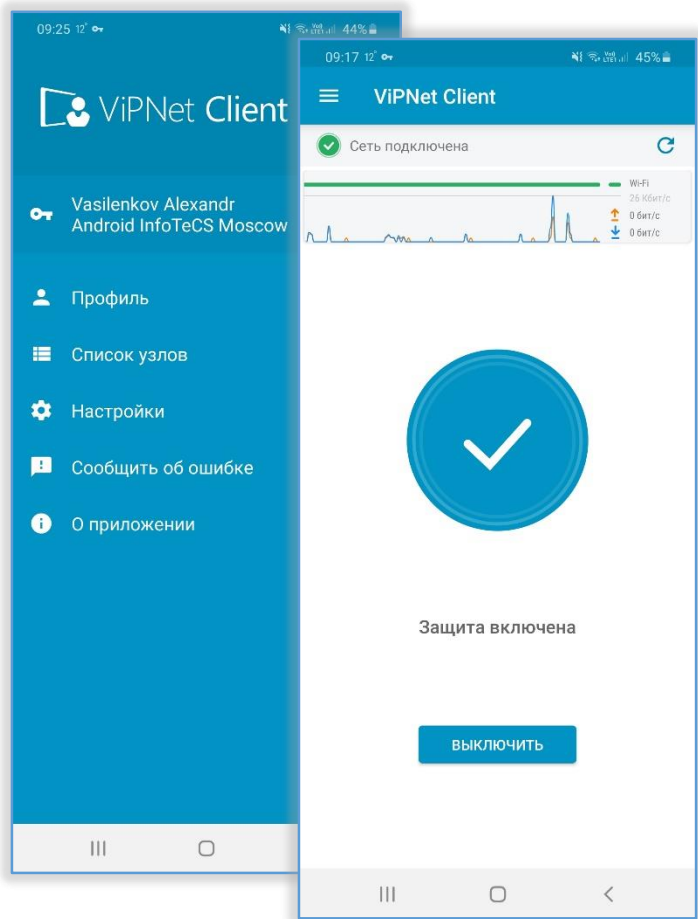 09:25 12°
44%
ViPNet Client
Vasilenkov Alexandr
Android InfoTeCS Moscow
Профиль
Список узлов
Настройки
Сообщить об ошибке
О приложении
09:17 12°
45%
ViPNet Client
Сеть подключена
Wi-Fi
26 Кбит/с
0 бит/с
0 бит/с
Защита включена
ВЫКЛЮЧИТЬ